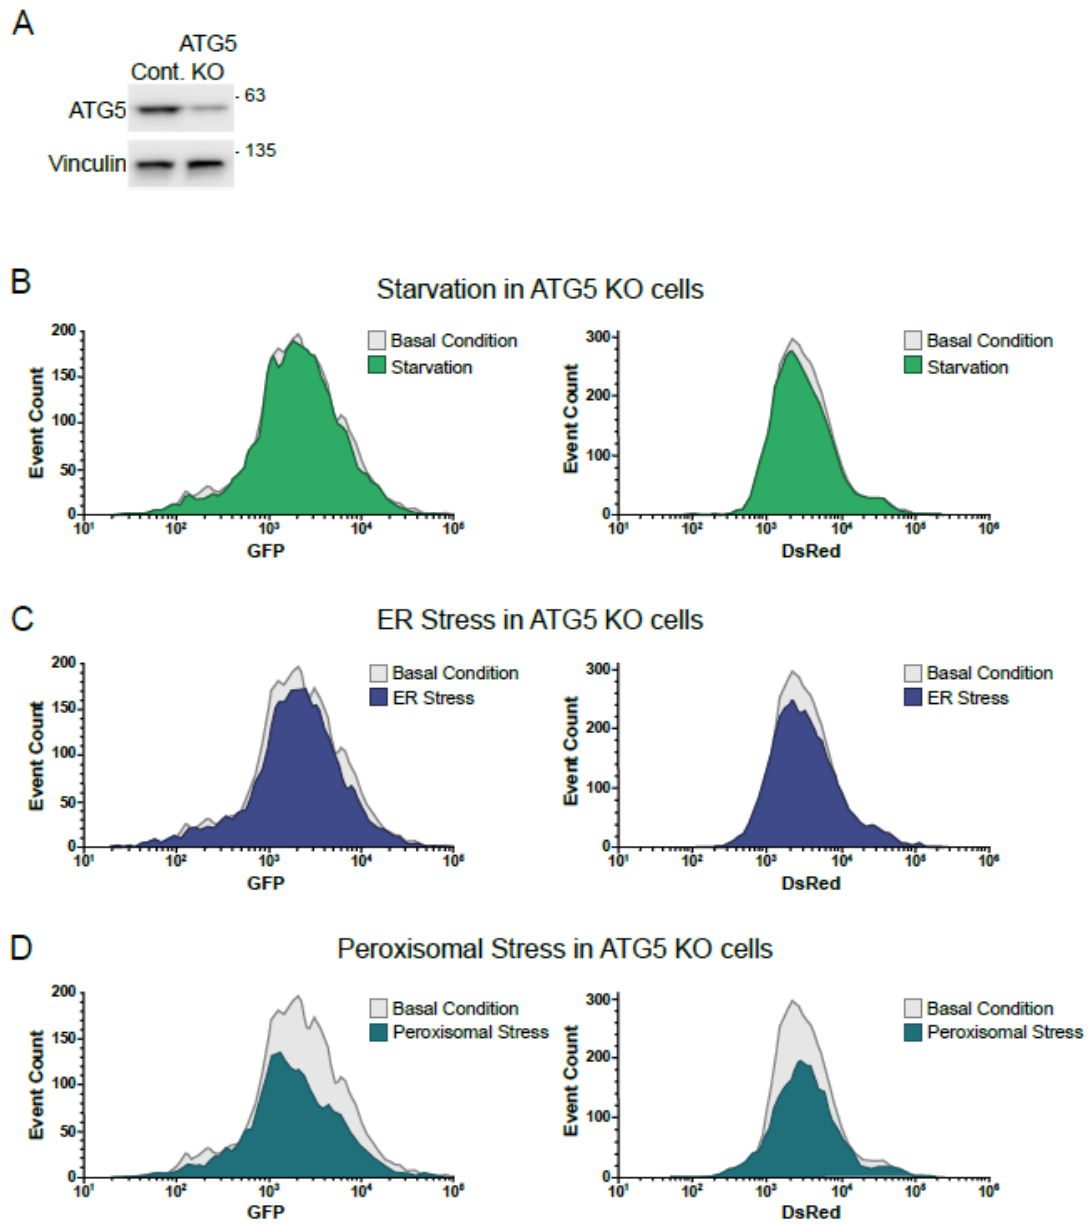 A
ATG5
Cont. KO
ATG5
- 63
Vinculin
- 135
B
Starvation in ATG5 KO cells
200
150
100
50
0
Event Count
10¹ 10² 10³ 10⁴ 10⁵
GFP
Basal Condition
Starvation
300
200
100
0
Event Count
10¹ 10² 10³ 10⁴ 10⁵ 10⁶
DsRed
Basal Condition
Starvation
C
ER Stress in ATG5 KO cells
200
150
100
50
0
Event Count
10¹ 10² 10³ 10⁴ 10⁵
GFP
Basal Condition
ER Stress
300
200
100
0
Event Count
10¹ 10² 10³ 10⁴ 10⁵ 10⁶
DsRed
Basal Condition
ER Stress
D
Peroxisomal Stress in ATG5 KO cells
200
150
100
50
0
Event Count
10¹ 10² 10³ 10⁴ 10⁵
GFP
Basal Condition
Peroxisomal Stress
300
200
100
0
Event Count
10¹ 10² 10³ 10⁴ 10⁵ 10⁶
DsRed
Basal Condition
Peroxisomal Stress